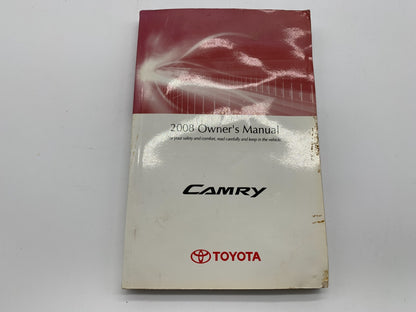 2008 Owner's Manual
For your safety and comfort, read carefully and keep in the vehicle.
CAMRY
TOYOTA